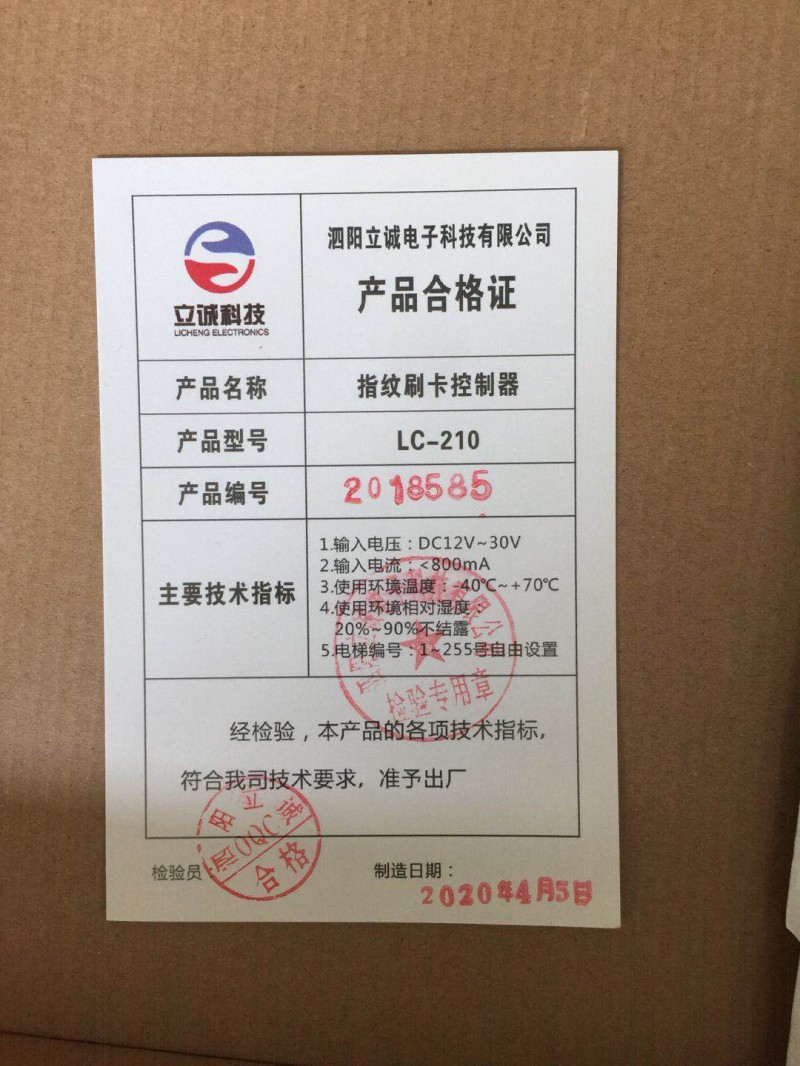 立诚科技
LICHENG ELECTRONICS
泗阳立诚电子科技有限公司
产品合格证
产品名称 指纹刷卡控制器
产品型号 LC-210
产品编号 2018585
主要技术指标
1.输入电压：DC12V~30V
2.输入电流：<800mA
3.使用环境温度：-40℃~+70℃
4.使用环境相对湿度：
20%~90%不结露
5.电梯编号：1~255号自由设置
检验专用章
经检验，本产品的各项技术指标，
符合我司技术要求，准予出厂
泗阳立诚
OQC
合格
检验员：
制造日期：
2020年4月5日